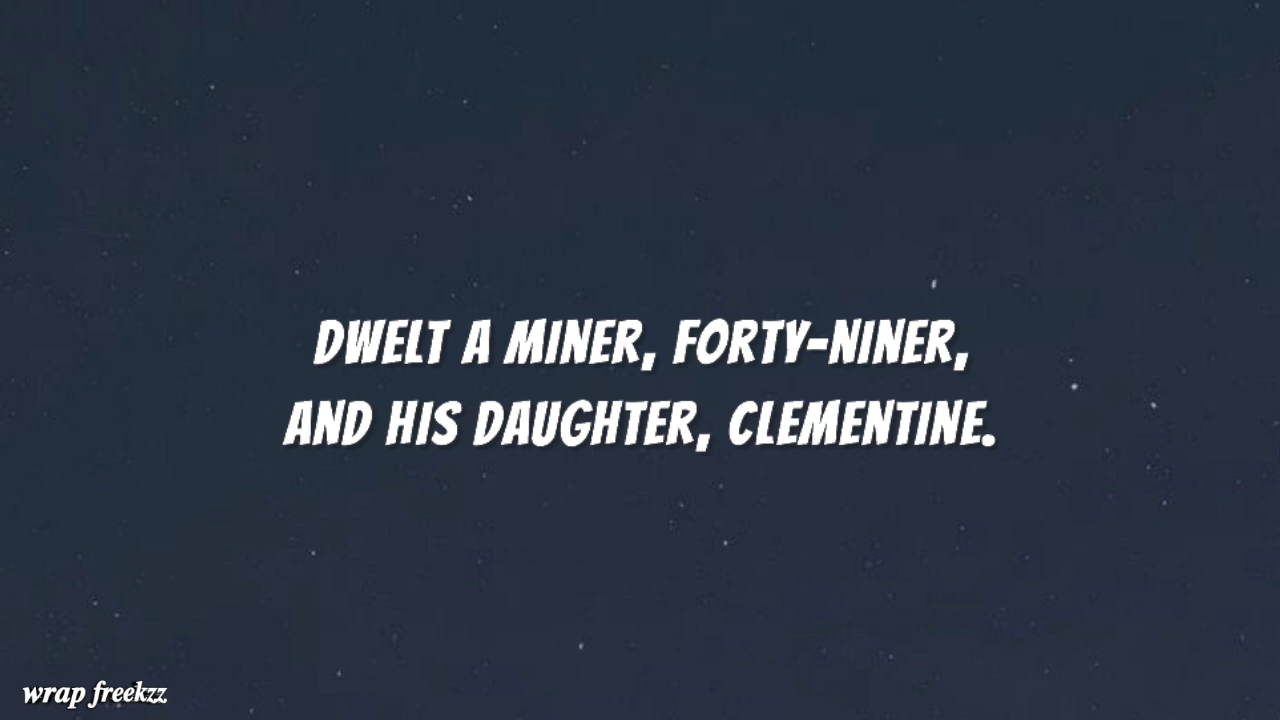 DWELT A MINER, FORTY-NINER,
AND HIS DAUGHTER, CLEMENTINE.
wrap freekzz